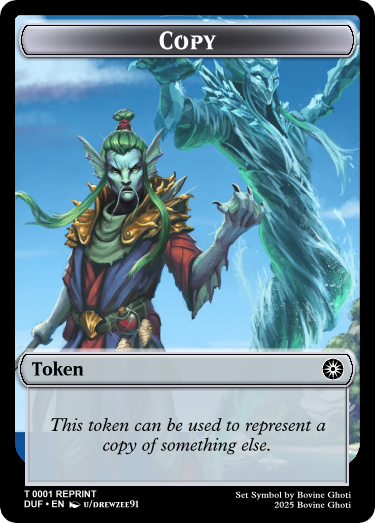 Copy
Token
This token can be used to represent a
copy of something else.
T 0001 REPRINT
DUF • EN u/drewzee91
Set Symbol by Bovine Ghoti
2025 Bovine Ghoti